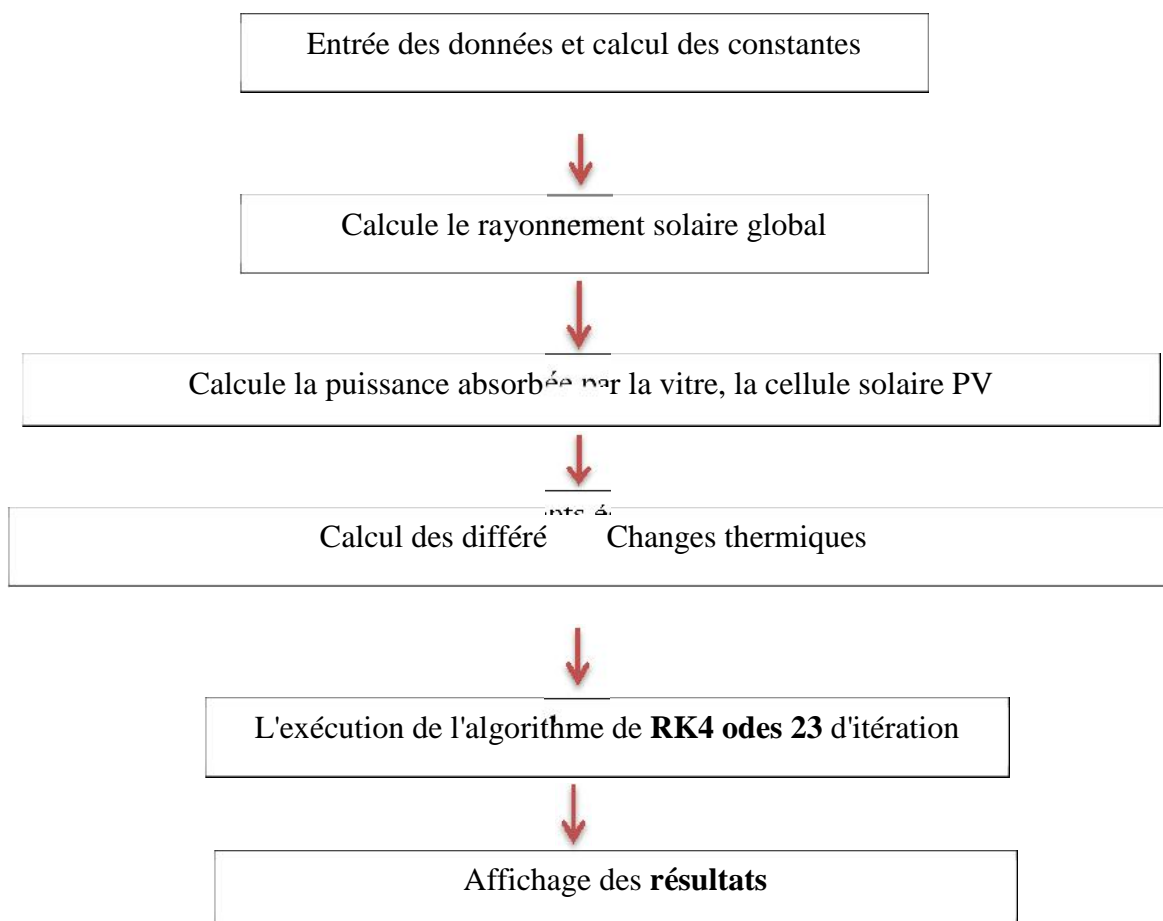 Entrée des données et calcul des constantes
Calcule le rayonnement solaire global
Calcule la puissance absorbée par la vitre, la cellule solaire PV
Calcul des différé Changes thermiques
L'exécution de l'algorithme de RK4 odes 23 d'itération
Affichage des résultats